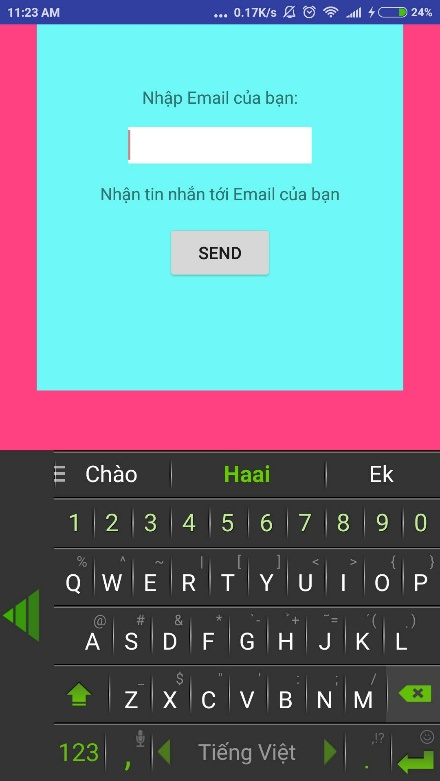 11:23 AM ... 0.17K/s 24%
Nhập Email của bạn:
Nhận tin nhắn tới Email của bạn
SEND
Chào Haai Ek
1 2 3 4 5 6 7 8 9 0
% ^ ~ | [ ] < > { }
Q W E R T Y U I O P
@ # & * - + = ( )
A S D F G H J K L
_ $ " ' : ; /
Z X C V B N M
123 , Tiếng Việt . ,!?